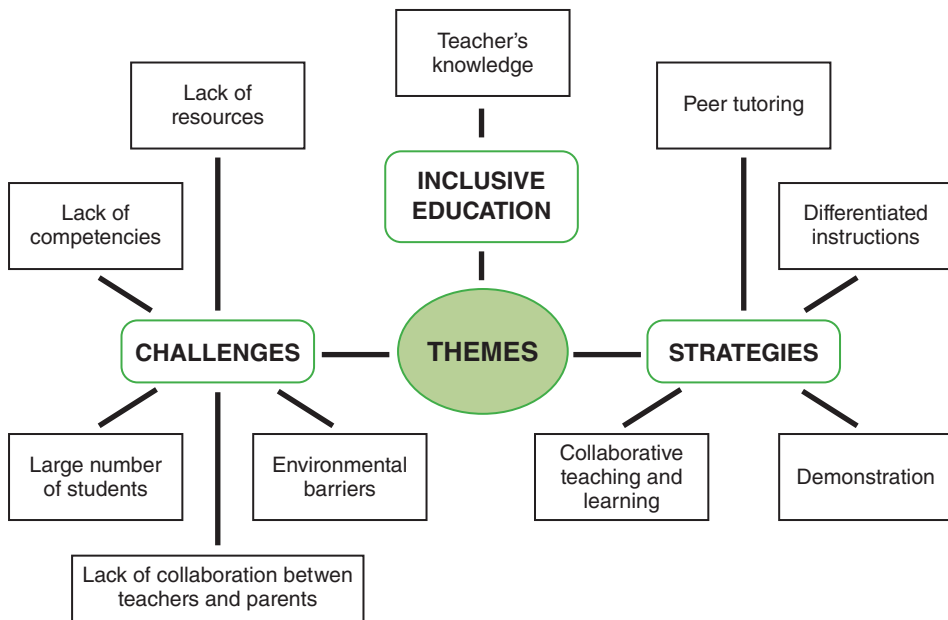 Teacher's
knowledge
Lack of
resources
Peer tutoring
INCLUSIVE
EDUCATION
Lack of
competencies
Differentiated
instructions
CHALLENGES
THEMES
STRATEGIES
Large number
of students
Environmental
barriers
Collaborative
teaching and
learning
Demonstration
Lack of collaboration betwen
teachers and parents